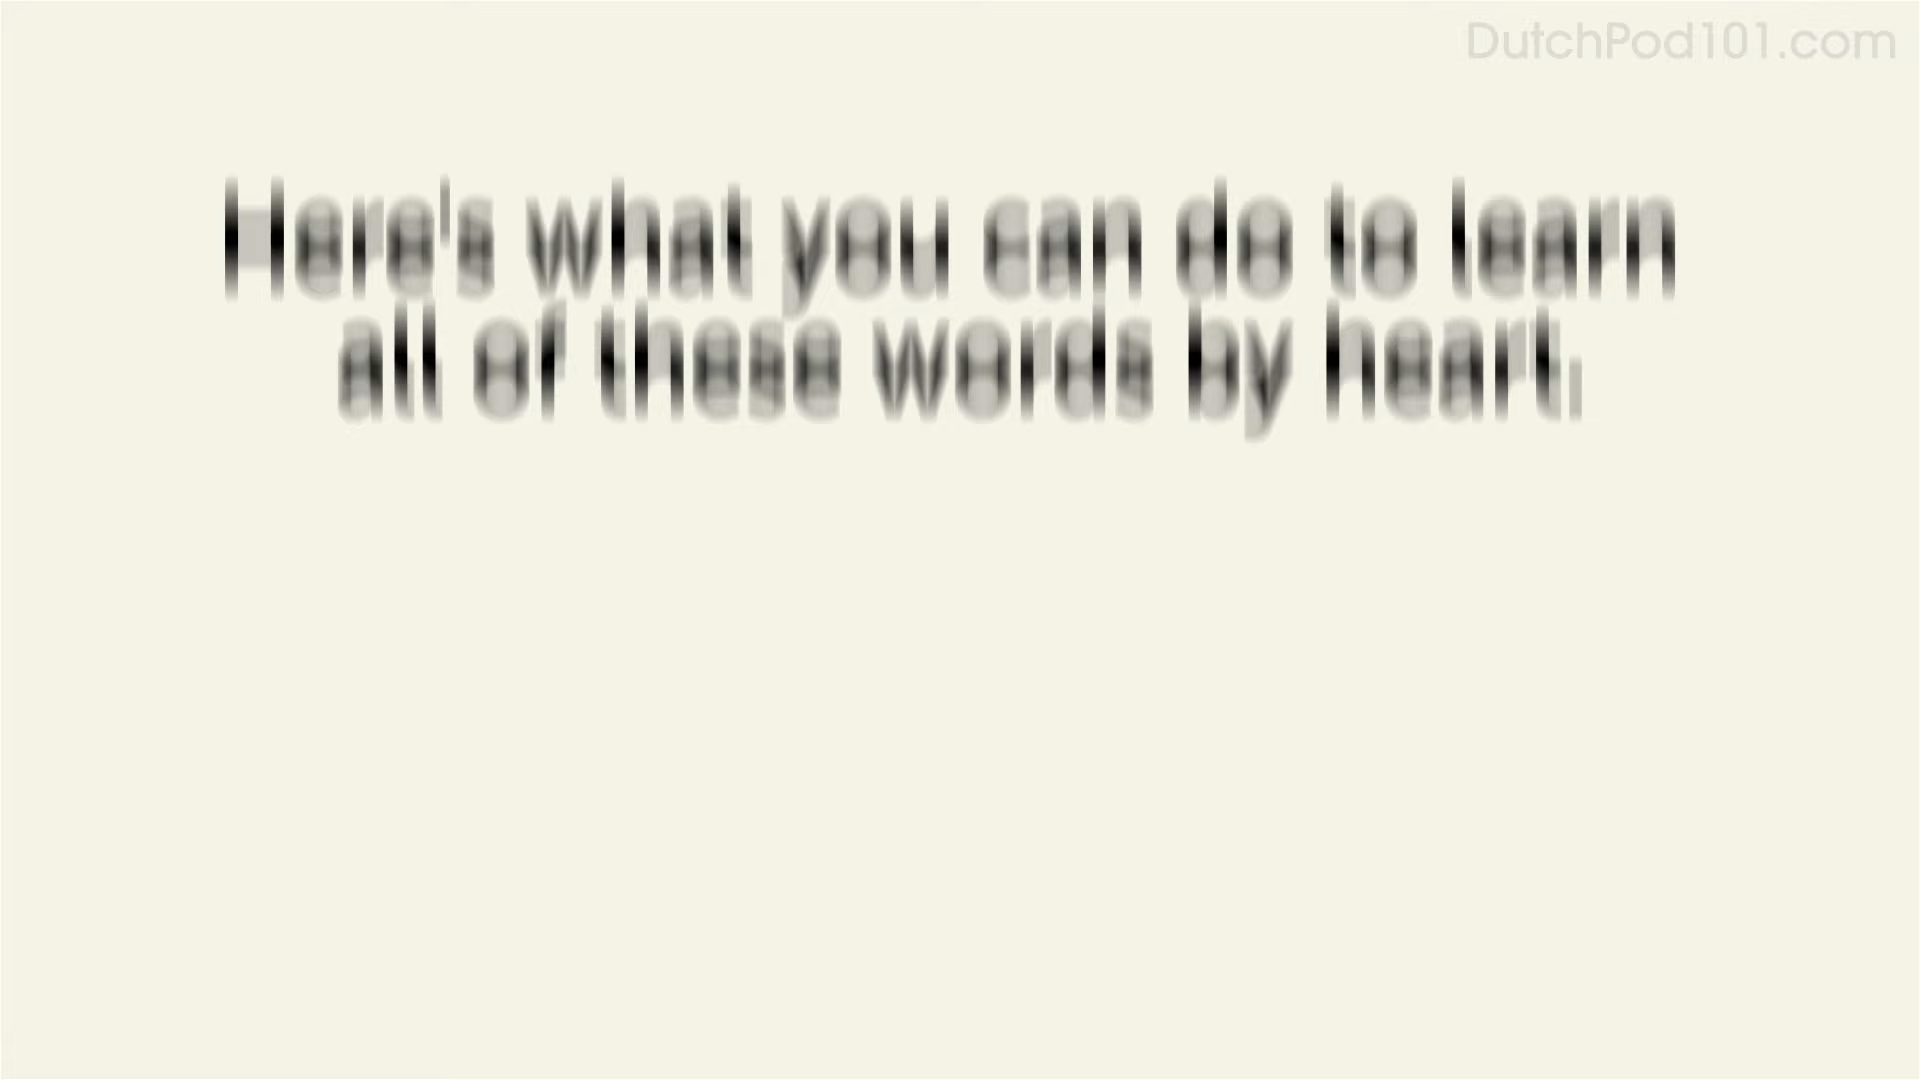 DutchPod101.com
Here's what you can do to learn
all of these words by heart.